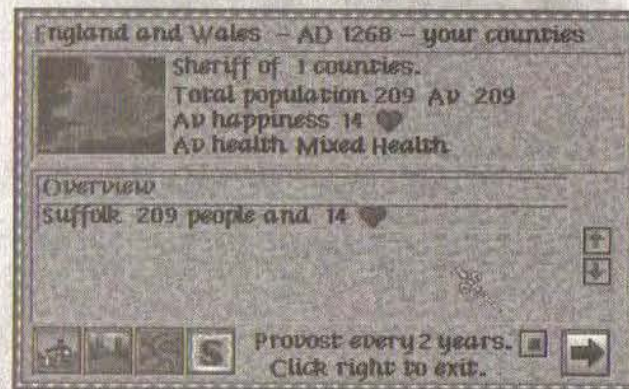 England and Wales - AD 1268 - your counties
Sheriff of 1 counties.
Total population 209 Av 209
Av happiness 14
Av health Mixed Health
Overview
Suffolk 209 people and 14
Provost every 2 years.
Click right to exit.